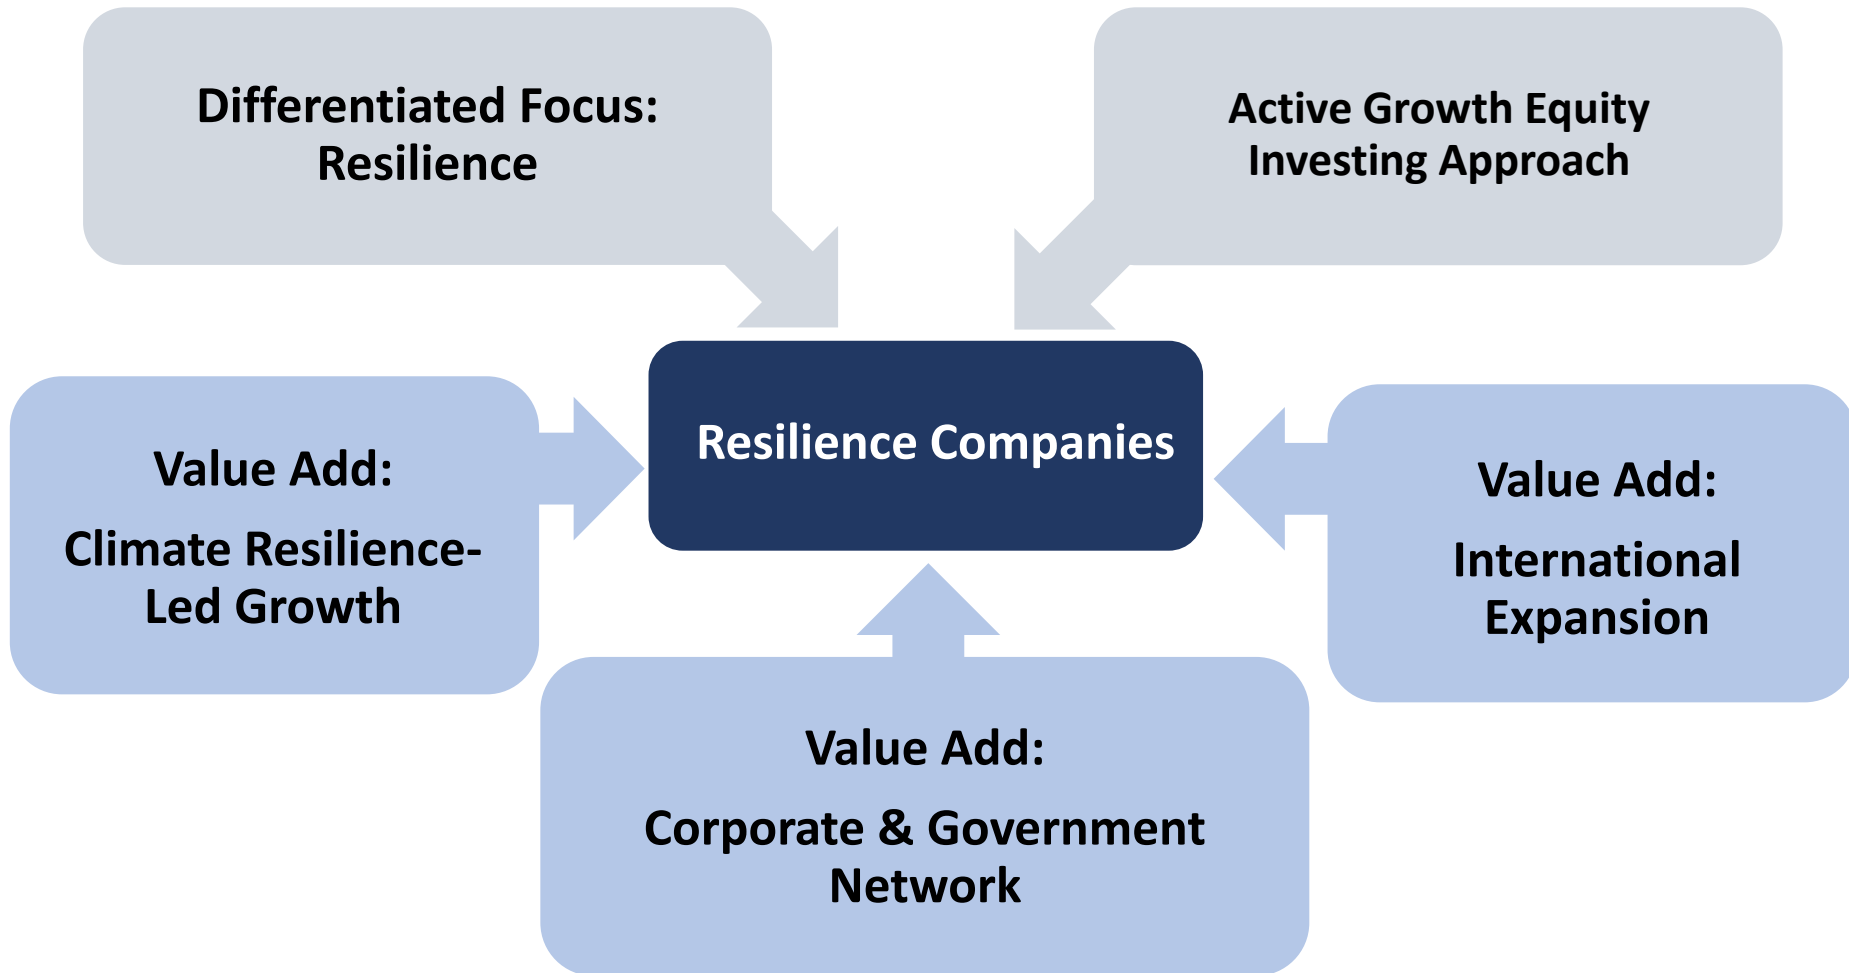 Differentiated Focus:
Resilience
Active Growth Equity
Investing Approach
Resilience Companies
Value Add:
Climate Resilience-
Led Growth
Value Add:
International
Expansion
Value Add:
Corporate & Government
Network